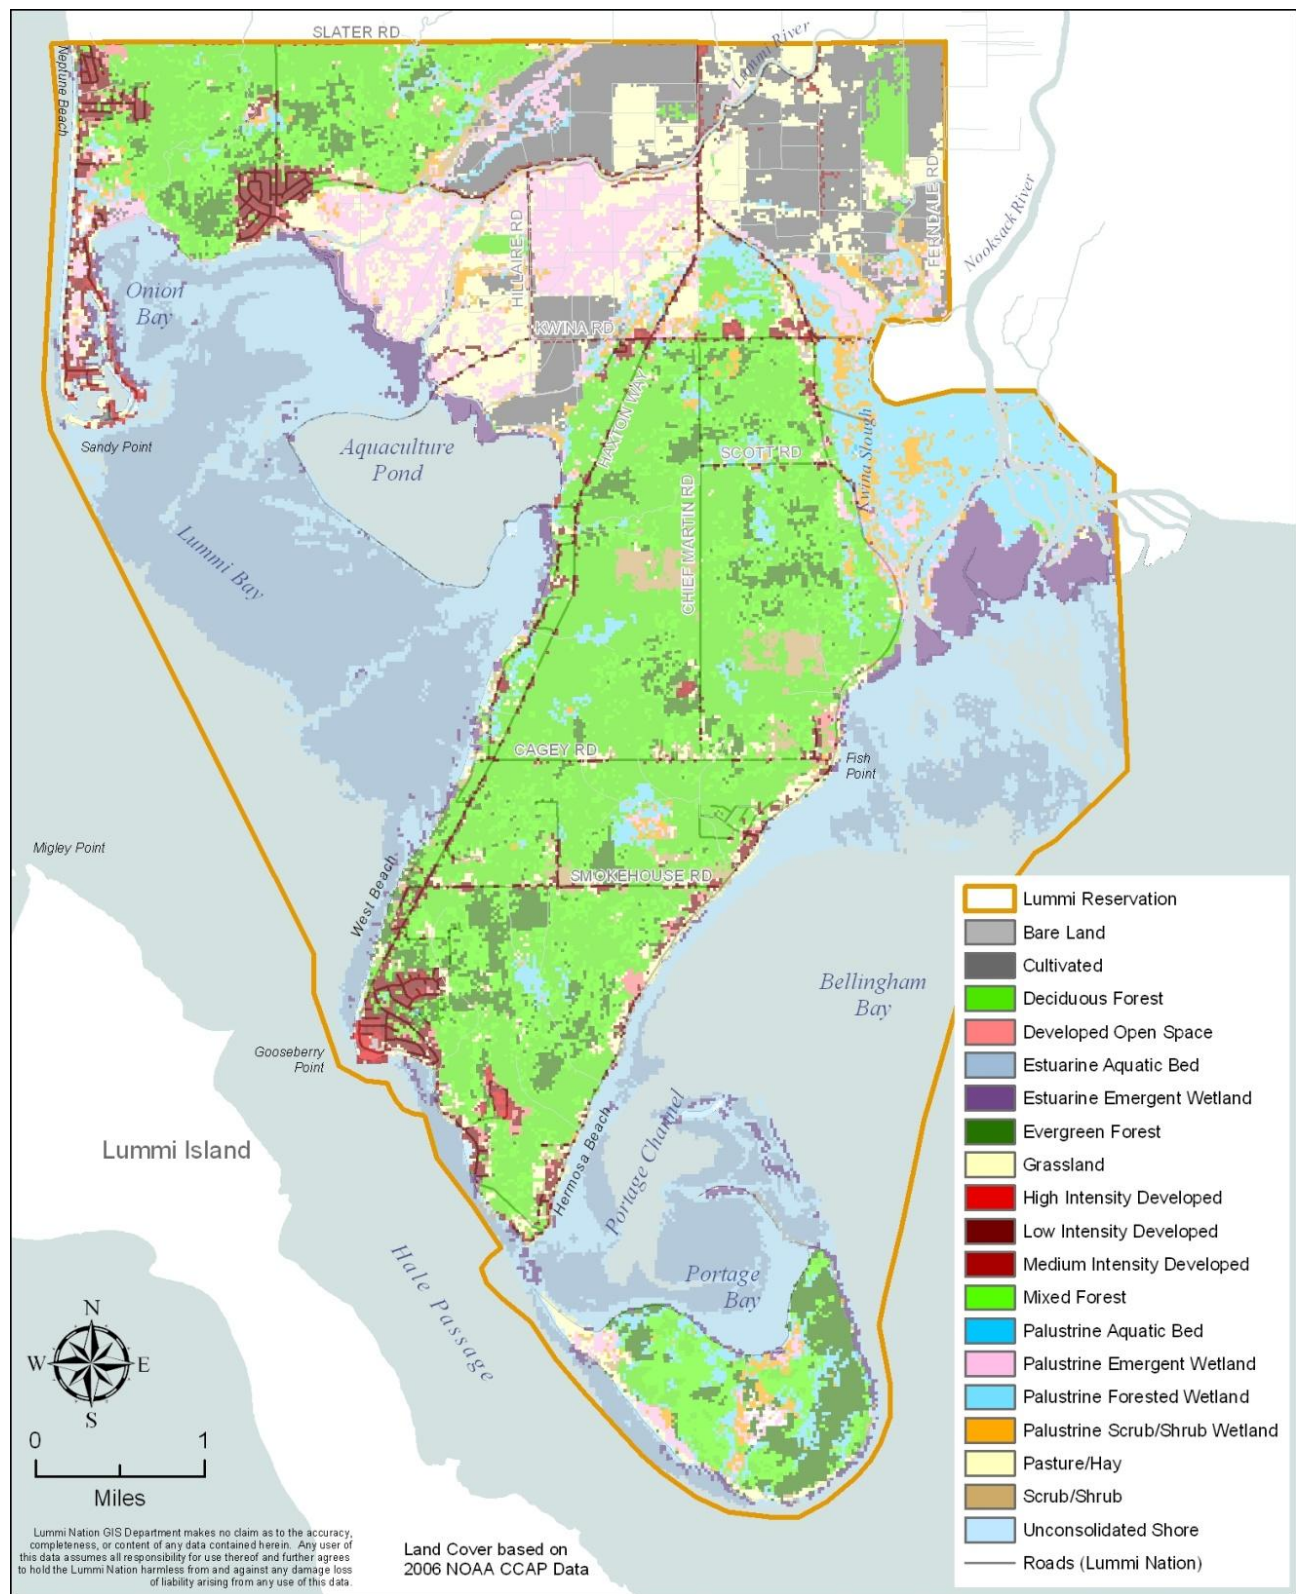 SLATER RD
Neptune Beach
Lummi River
FERNDALE RD
Nooksack River
HILLAIRE RD
Onion
Bay
KWINA RD
Sandy Point
HAXTON WAY
Aquaculture
Pond
SCOTT RD
Kwina Slough
CHIEF MARTIN RD
Lummi Bay
CAGEY RD
Fish
Point
Migley Point
SMOKEHOUSE RD
West Beach
Bellingham
Bay
Gooseberry
Point
Lummi Island
Hermosa Beach
Portage Channel
Hale Passage
Portage
Bay
Lummi Reservation
Bare Land
Cultivated
Deciduous Forest
Developed Open Space
Estuarine Aquatic Bed
Estuarine Emergent Wetland
Evergreen Forest
Grassland
High Intensity Developed
Low Intensity Developed
Medium Intensity Developed
Mixed Forest
Palustrine Aquatic Bed
Palustrine Emergent Wetland
Palustrine Forested Wetland
Palustrine Scrub/Shrub Wetland
Pasture/Hay
Scrub/Shrub
Unconsolidated Shore
Roads (Lummi Nation)
N
W E
S
0 1
Miles
Lummi Nation GIS Department makes no claim as to the accuracy,
completeness, or content of any data contained herein. Any user of
this data assumes all responsibility for use thereof and further agrees
to hold the Lummi Nation harmless from and against any damage loss
of liability arising from any use of this data.
Land Cover based on
2006 NOAA CCAP Data